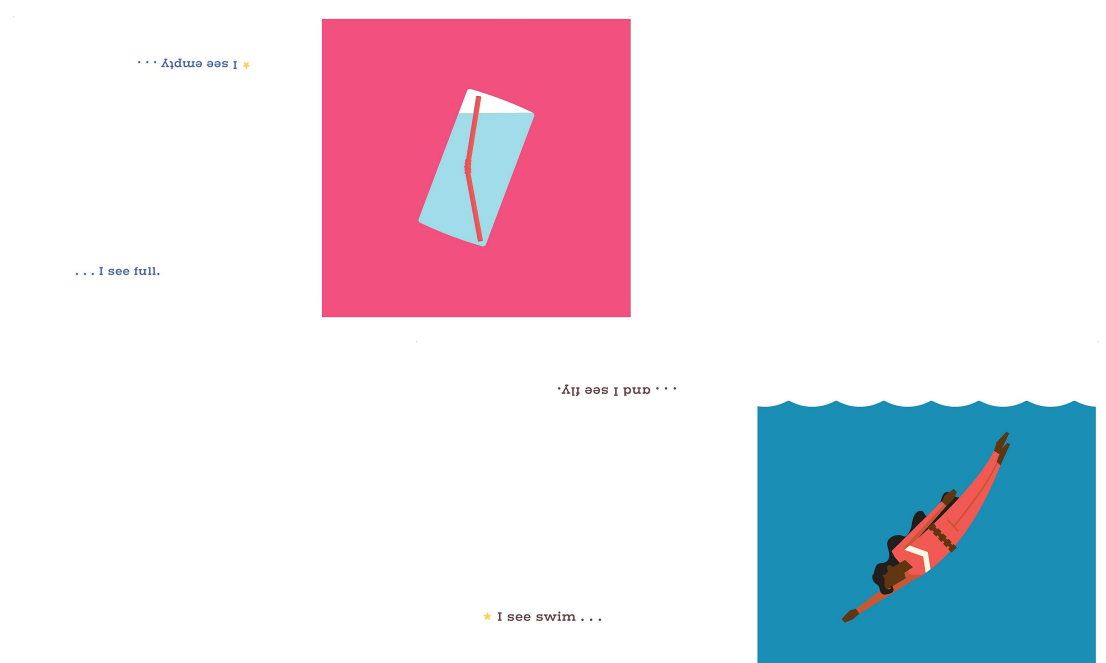 ★ I see empty . . .
. . . I see full.
. . . and I see fly.
★ I see swim . . .